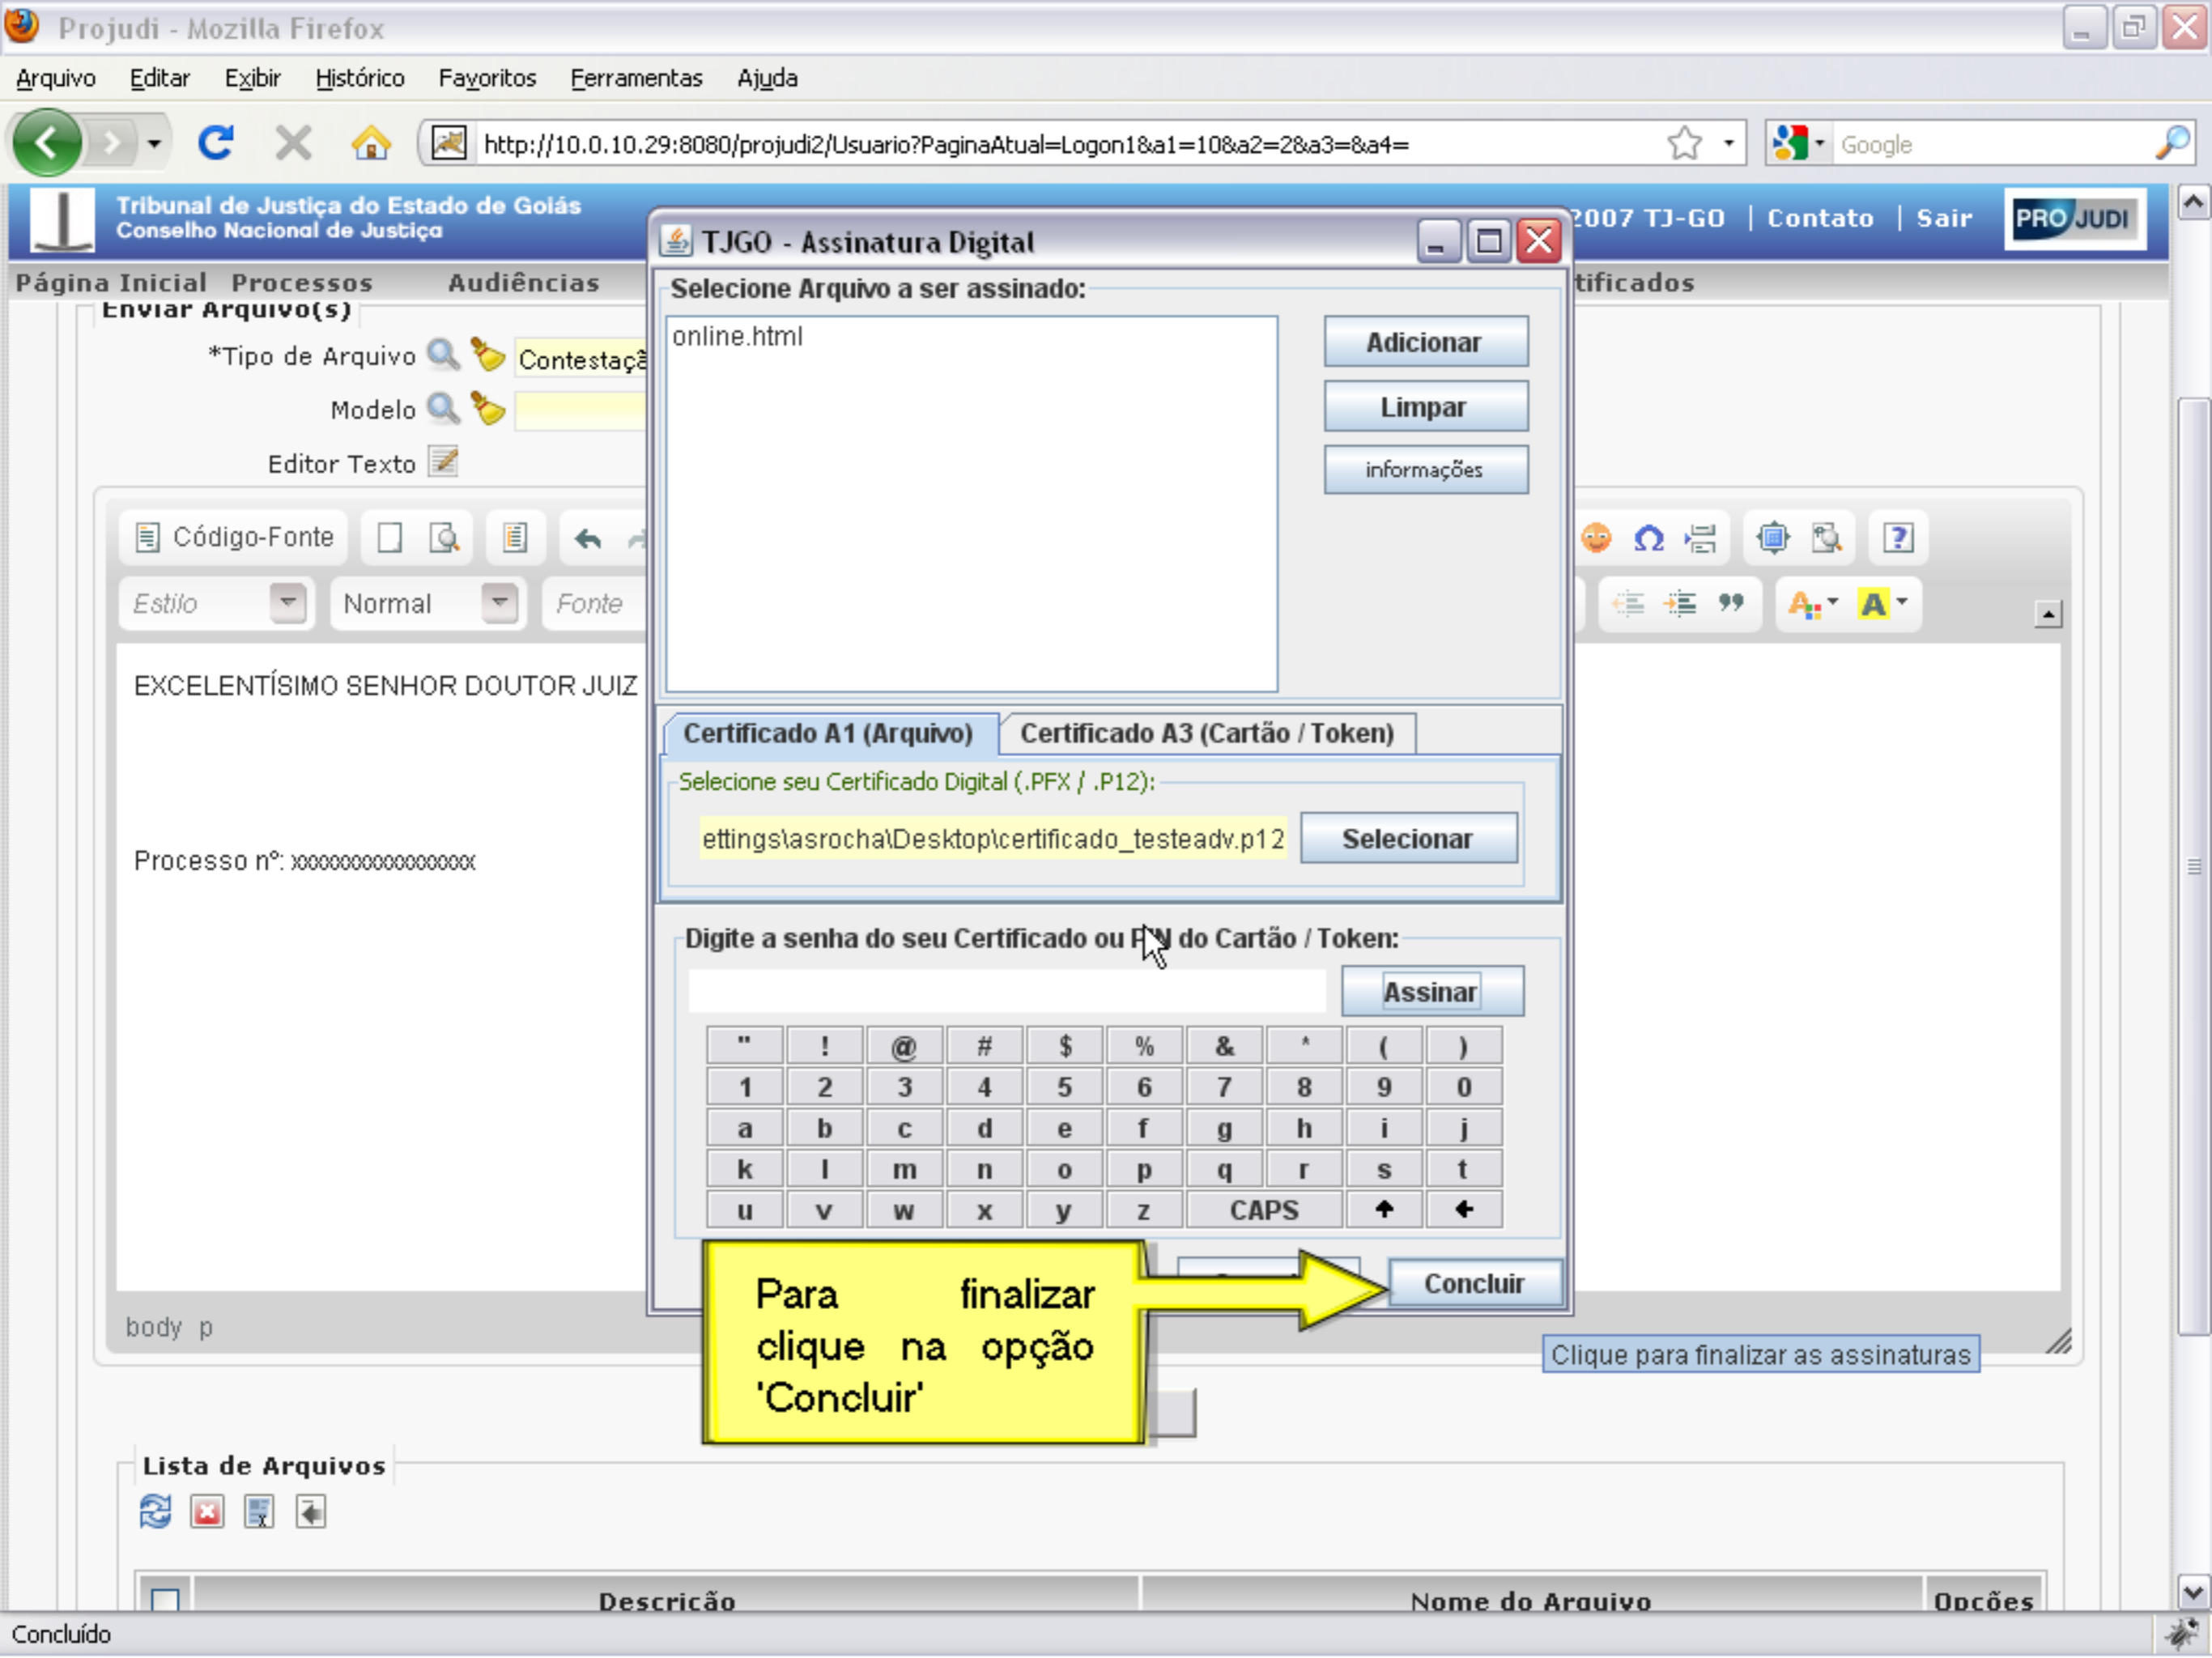 Projudi - Mozilla Firefox
Arquivo Editar Exibir Histórico Favoritos Ferramentas Ajuda
http://10.0.10.29:8080/projudi2/Usuario?PaginaAtual=Logon1&a1=10&a2=2&a3=&a4=
Google
Tribunal de Justiça do Estado de Goiás
Conselho Nacional de Justiça
2007 TJ-GO | Contato | Sair
PROJUDI
Página Inicial Processos Audiências
Enviar Arquivo(s)
*Tipo de Arquivo
Modelo
Editor Texto
Código-Fonte
Estilo Normal Fonte
EXCELENTÍSIMO SENHOR DOUTOR JUIZ
Processo nº: xxxxxxxxxxxxxxxxxx
body p
TJGO - Assinatura Digital
Selecione Arquivo a ser assinado:
online.html
Adicionar
Limpar
informações
Certificado A1 (Arquivo) Certificado A3 (Cartão / Token)
Selecione seu Certificado Digital (.PFX / .P12):
ettings\asrocha\Desktop\certificado_testeadv.p12 Selecionar
Digite a senha do seu Certificado ou PIN do Cartão / Token:
Assinar
" ! @ # $ % & * ( )
1 2 3 4 5 6 7 8 9 0
a b c d e f g h i j
k l m n o p q r s t
u v w x y z CAPS
Concluir
Para finalizar
clique na opção
'Concluir'
Clique para finalizar as assinaturas
Lista de Arquivos
Descrição Nome do Arquivo Opções
Concluído